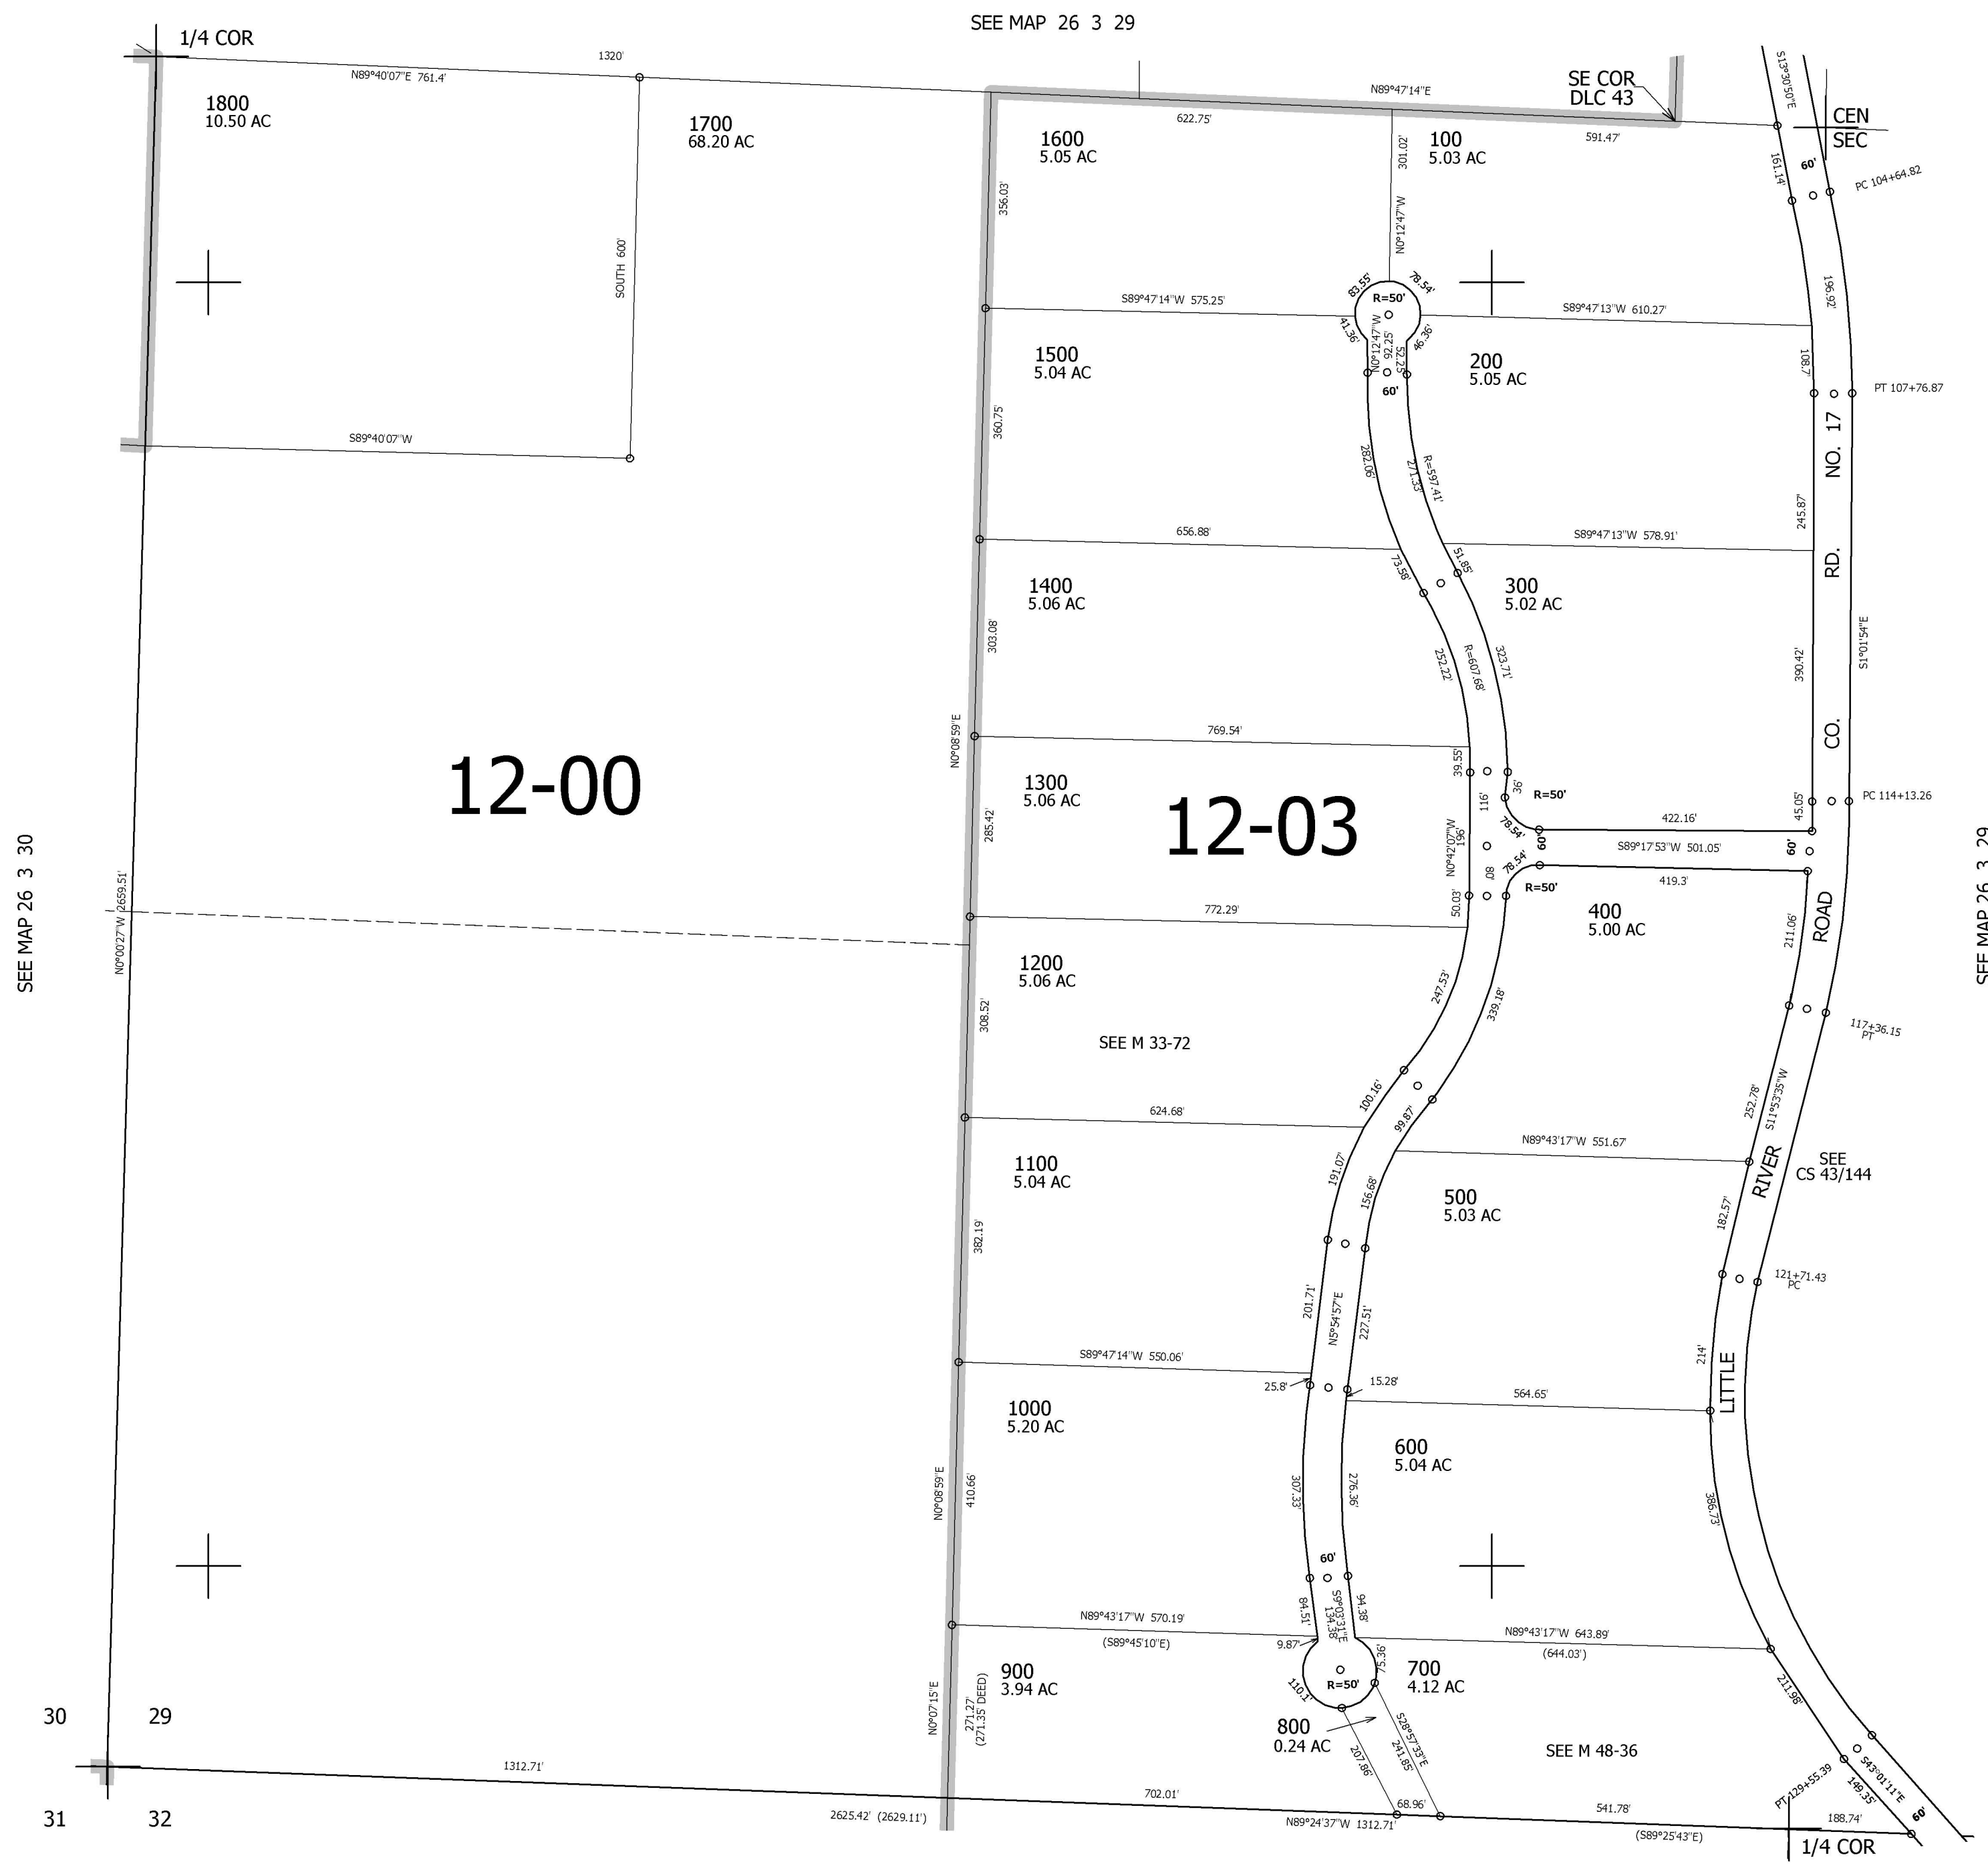 SEE MAP 26 3 29
1/4 COR
1320'
N89°40'07"E 761.4'
1800
10.50 AC
1700
68.20 AC
SOUTH 600'
S89°40'07"W
N89°47'14"E
SE COR
DLC 43
622.75'
591.47'
S13°30'50"E
CEN
SEC
1600
5.05 AC
100
5.03 AC
301.02'
N0°12'47"W
161.14'
60'
PC 104+64.82
356.03'
83.55'
78.54'
R=50'
S89°47'14"W 575.25'
S89°47'13"W 610.27'
196.92'
41.36'
46.36'
N0°12'47"W
92.25'
52.25'
60'
108.7'
PT 107+76.87
1500
5.04 AC
200
5.05 AC
360.75'
282.06'
271.33'
R=597.41'
245.87'
LITTLE RIVER ROAD CO. RD. NO. 17
656.88'
S89°47'13"W 578.91'
73.58'
51.85'
1400
5.06 AC
300
5.02 AC
303.08'
252.22'
R=607.68'
323.71'
390.42'
S1°01'54"E
N0°08'59"E
769.54'
39.55'
36'
116'
R=50'
45.05'
PC 114+13.26
12-00
12-03
1300
5.06 AC
285.42'
N0°42'07"W
196'
78.54'
60'
422.16'
S89°17'53"W 501.05'
60'
80'
78.54'
R=50'
419.3'
50.03'
SEE MAP 26 3 30
SEE MAP 26 3 29
N0°00'27"W 2659.51'
772.29'
400
5.00 AC
211.06'
1200
5.06 AC
308.52'
247.53'
339.18'
SEE M 33-72
117+36.15
PT
100.16'
99.87'
252.78'
S11°53'35"W
624.68'
N89°43'17"W 551.67'
1100
5.04 AC
191.07'
156.68'
500
5.03 AC
182.57'
SEE
CS 43/144
382.19'
201.71'
N5°54'57"E
227.51'
121+71.43
PC
214'
S89°47'14"W 550.06'
25.8'
15.28'
564.65'
1000
5.20 AC
600
5.04 AC
N0°08'59"E
410.66'
307.33'
276.36'
386.73'
60'
84.51'
S9°03'31"E
134.38'
94.38'
N89°43'17"W 570.19'
(S89°45'10"E)
9.87'
N89°43'17"W 643.89'
(644.03')
900
3.94 AC
75.36'
R=50'
110.1'
700
4.12 AC
211.98'
N0°07'15"E
271.27'
(271.35' DEED)
800
0.24 AC
207.86'
S28°57'33"E
241.85'
SEE M 48-36
30
29
31
32
1312.71'
2625.42' (2629.11')
702.01'
N89°24'37"W 1312.71'
68.96'
541.78'
(S89°25'43"E)
PT 129+55.39
S43°01'11"E
149.35'
60'
188.74'
1/4 COR